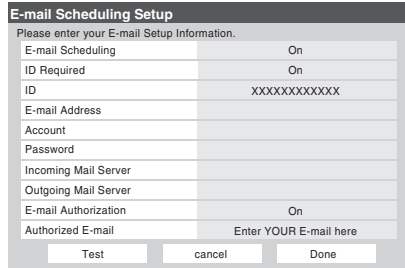 E-mail Scheduling Setup
Please enter your E-mail Setup Information.
E-mail Scheduling On
ID Required On
ID XXXXXXXXXXXX
E-mail Address
Account
Password
Incoming Mail Server
Outgoing Mail Server
E-mail Authorization On
Authorized E-mail Enter YOUR E-mail here
Test cancel Done